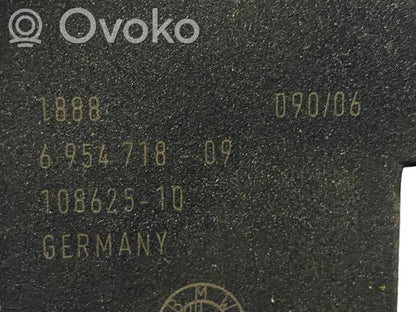 Ovoko
1888 090/06
6 954 718 - 09
108625-10
GERMANY
B M W